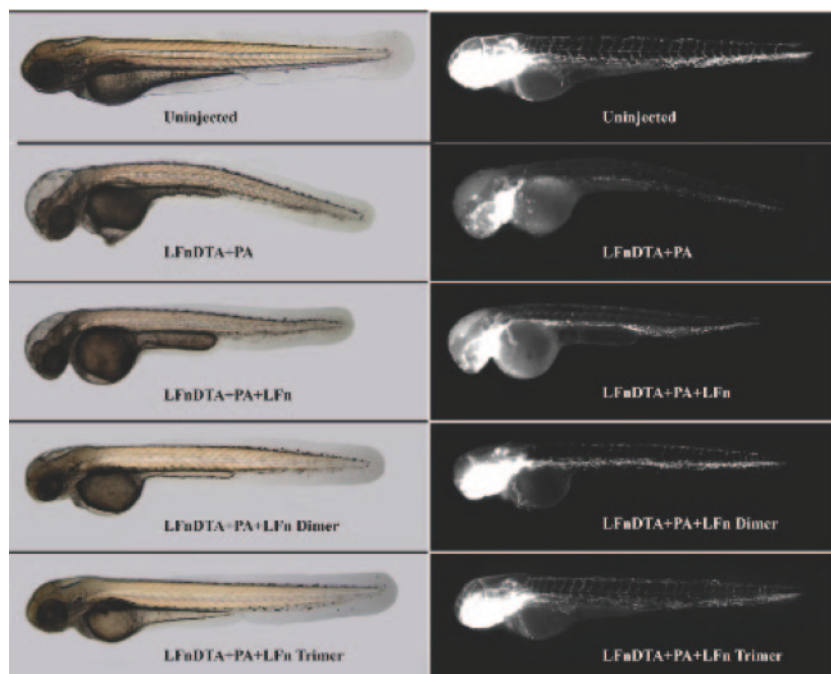 Uninjected
Uninjected
LFnDTA+PA
LFnDTA+PA
LFnDTA+PA+LFn
LFnDTA+PA+LFn
LFnDTA+PA+LFn Dimer
LFnDTA+PA+LFn Dimer
LFnDTA+PA+LFn Trimer
LFnDTA+PA+LFn Trimer